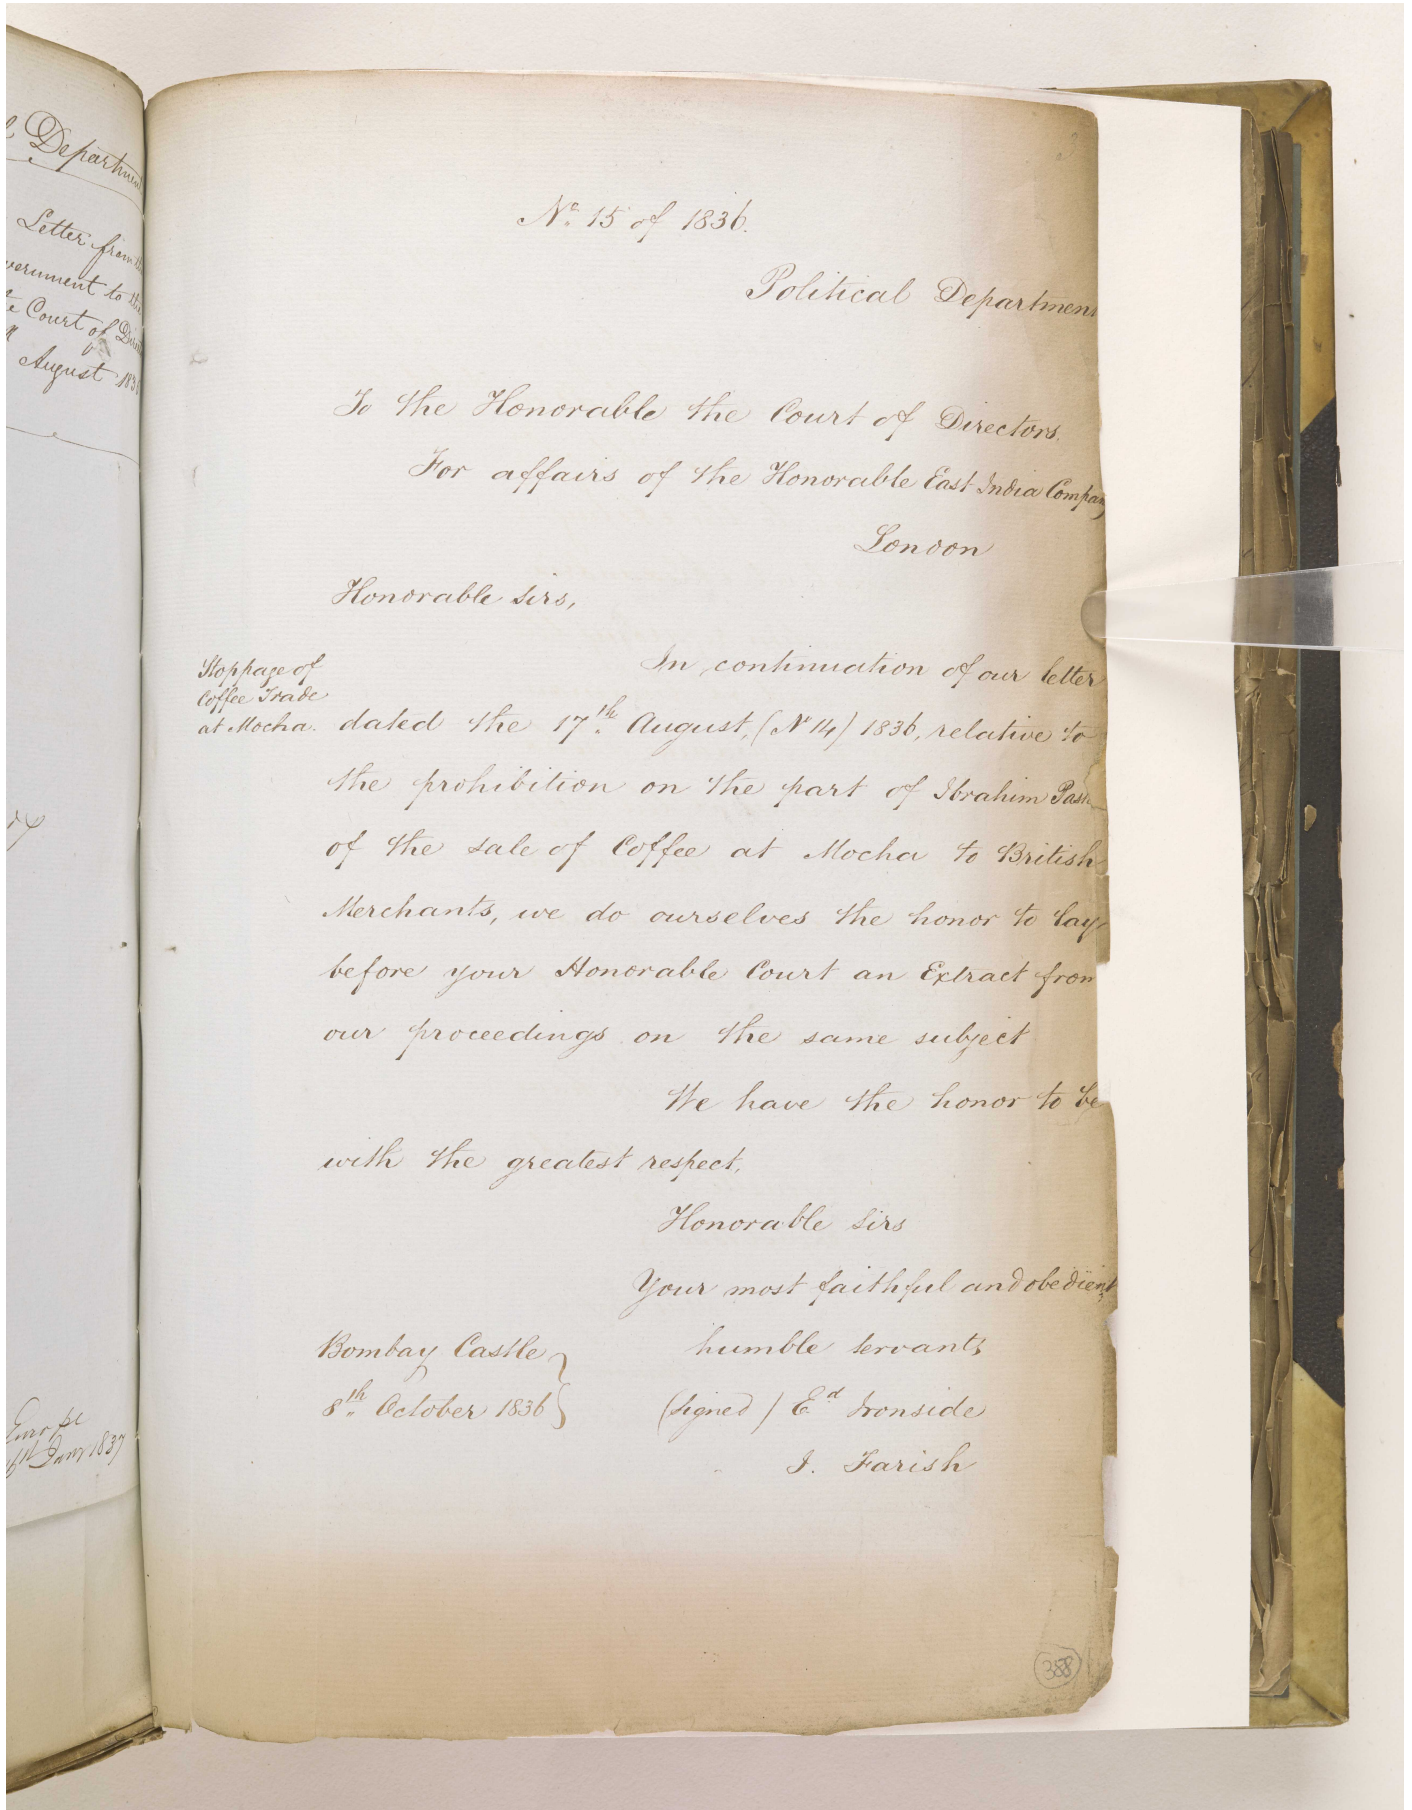 Department
Letter from the
to the
Court of
August 183
Europe
Jany 1837
No. 15 of 1836.
Political Department
To the Honorable the Court of Directors.
For affairs of the Honorable East India Company
London
Honorable Sirs,
Stoppage of
Coffee Trade
at Mocha.
In continuation of our letter
dated the 17th August, (No 14) 1836, relative to
the prohibition on the part of Ibrahim Pash
of the sale of Coffee at Mocha to British
Merchants, we do ourselves the honor to lay
before your Honorable Court an Extract from
our proceedings on the same subject
We have the honor to be
with the greatest respect,
Honorable Sirs
Your most faithful and obedient
humble servants
Bombay Castle
8th October 1836
(Signed) Ed Ironside
J. Farish
388